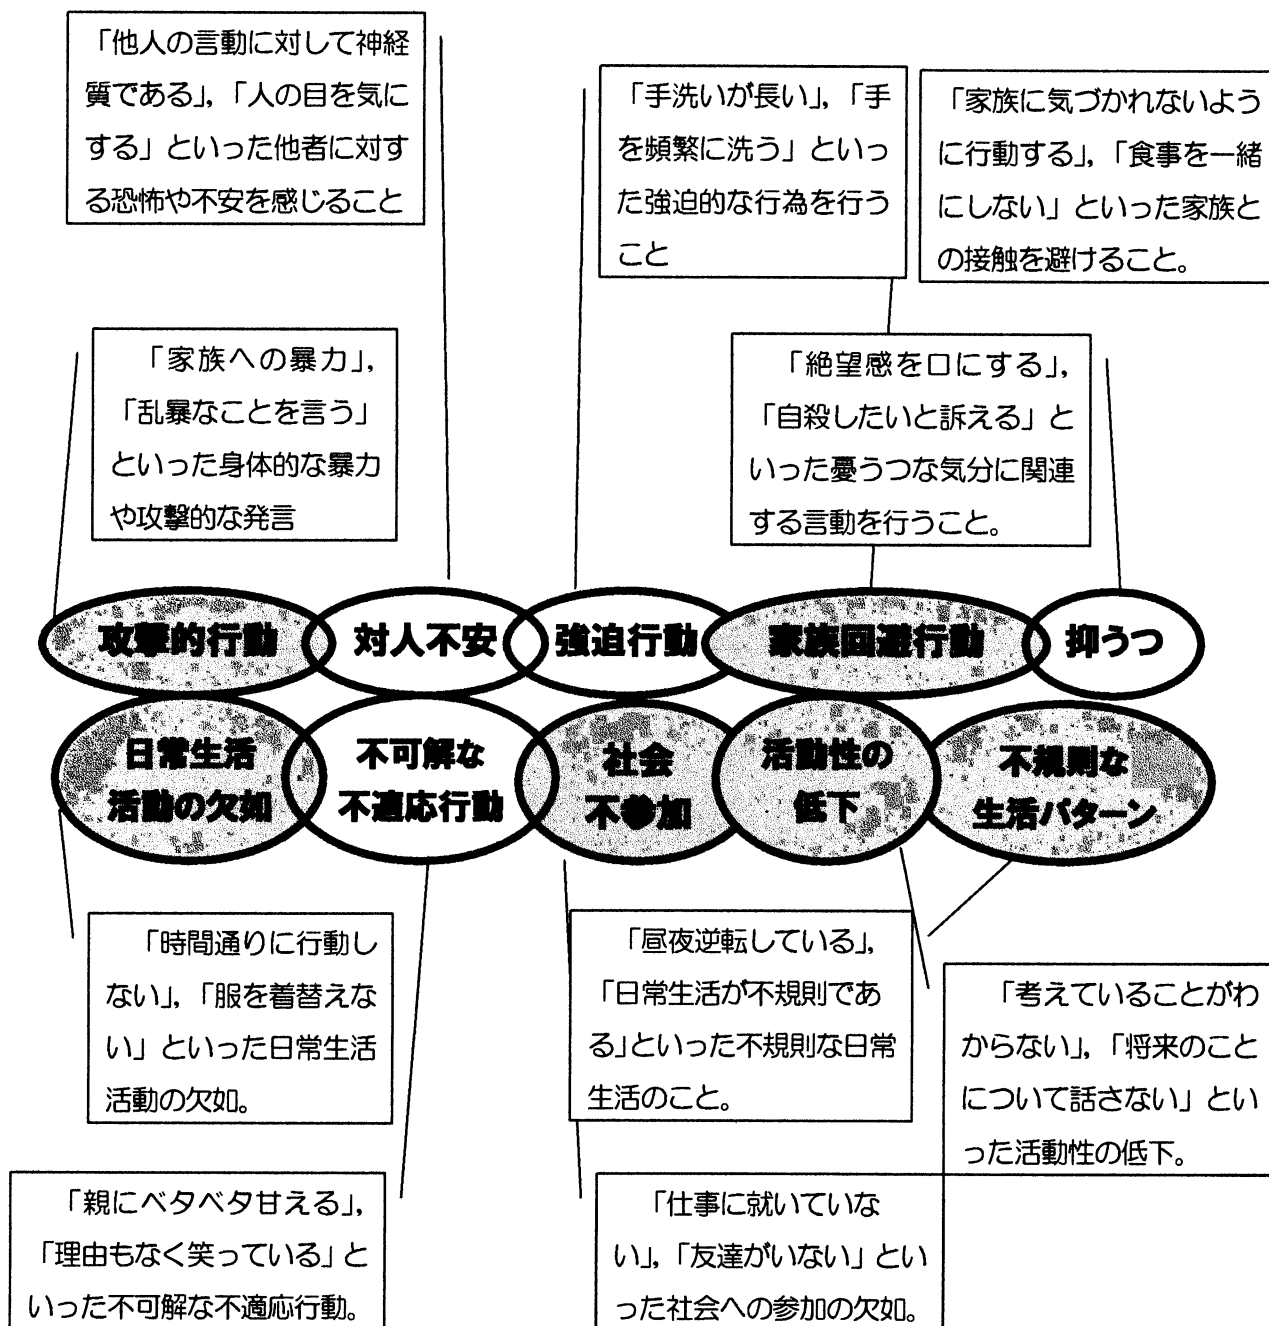 「他人の言動に対して神経
質である」，「人の目を気に
する」といった他者に対す
る恐怖や不安を感じること
「手洗いが長い」，「手
を頻繁に洗う」といっ
た強迫的な行為を行う
こと
「家族に気づかれないよう
に行動する」，「食事を一緒
にしない」といった家族と
の接触を避けること。
「家族への暴力」，
「乱暴なことを言う」
といった身体的な暴力
や攻撃的な発言
「絶望感を口にする」，
「自殺したいと訴える」と
いった憂うつな気分に関連
する言動を行うこと。
攻撃的行動
対人不安
強迫行動
家族回避行動
抑うつ
日常生活
活動の欠如
不可解な
不適応行動
社会
不参加
活動性の
低下
不規則な
生活パターン
「時間通りに行動し
ない」，「服を着替えな
い」といった日常生活
活動の欠如。
「昼夜逆転している」，
「日常生活が不規則であ
る」といった不規則な日常
生活のこと。
「考えていることがわ
からない」，「将来のこと
について話さない」とい
った活動性の低下。
「親にベタベタ甘える」，
「理由もなく笑っている」と
いった不可解な不適応行動。
「仕事に就いていな
い」，「友達がいない」とい
った社会への参加の欠如。